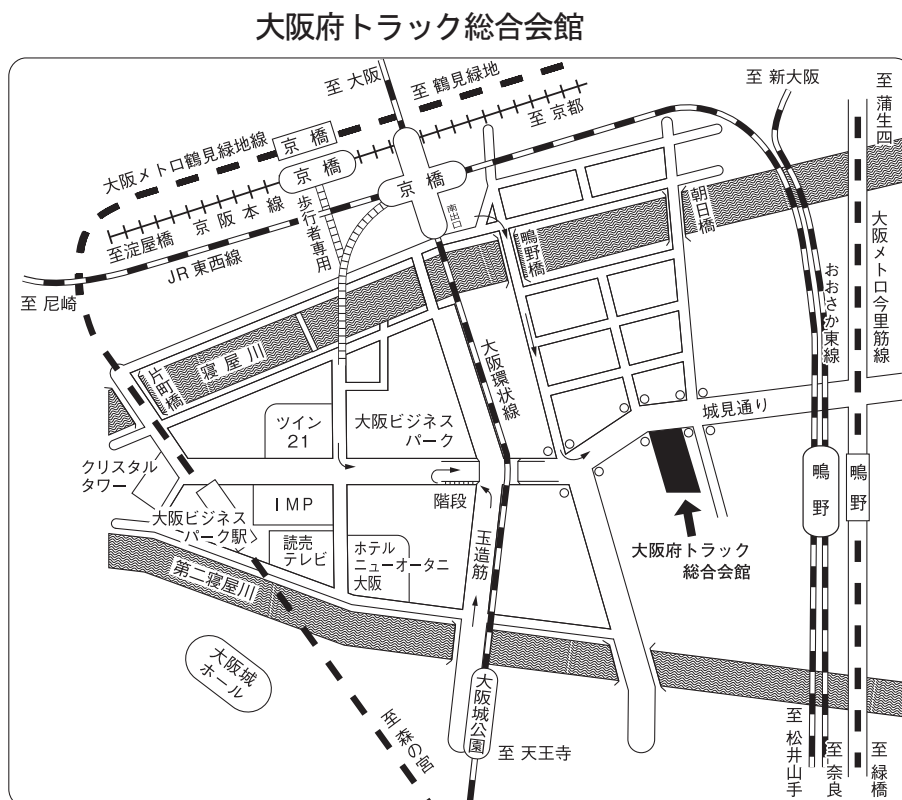 大阪府トラック総合会館
至 大阪
至 鶴見緑地
至 新大阪
至 蒲生四
至 京都
大阪メトロ鶴見緑地線
京橋
京橋
京橋
南出口
京阪本線
至淀屋橋
歩行者専用
JR 東西線
至 尼崎
朝日橋
鴫野橋
大阪メトロ今里筋線
おおさか東線
片町橋
寝屋川
大阪環状線
城見通り
ツイン
21
大阪ビジネス
パーク
クリスタル
タワー
階段
IMP
大阪ビジネス
パーク駅
読売
テレビ
ホテル
ニューオータニ
大阪
玉造筋
鴫野
鴫野
大阪府トラック
総合会館
第二寝屋川
大阪城
ホール
大阪城公園
至森の宮
至 天王寺
至 松井山手
至 奈良
至 緑橋